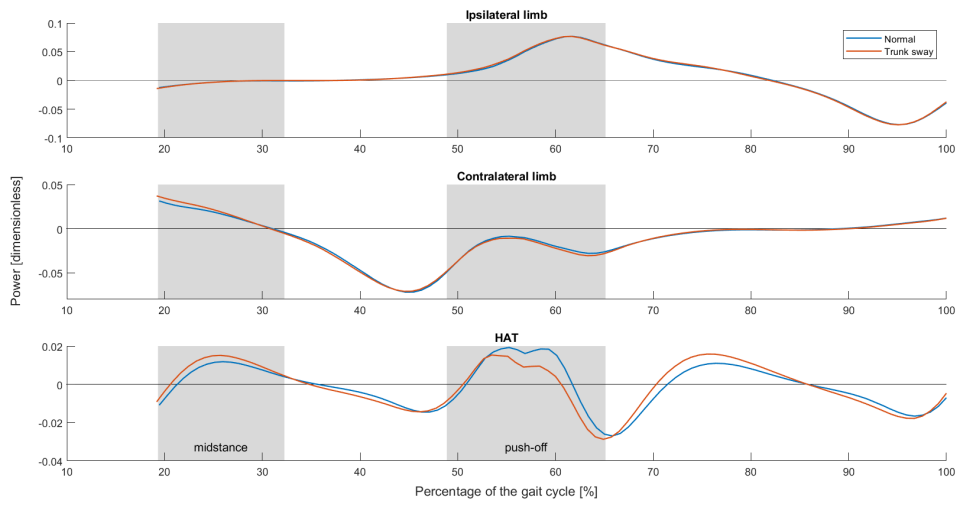 Ipsilateral limb
0.1
0.05
0
-0.05
-0.1
10 20 30 40 50 60 70 80 90 100
Normal
Trunk sway
Contralateral limb
0.05
0
-0.05
10 20 30 40 50 60 70 80 90 100
Power [dimensionless]
HAT
0.02
0
-0.02
-0.04
midstance push-off
10 20 30 40 50 60 70 80 90 100
Percentage of the gait cycle [%]